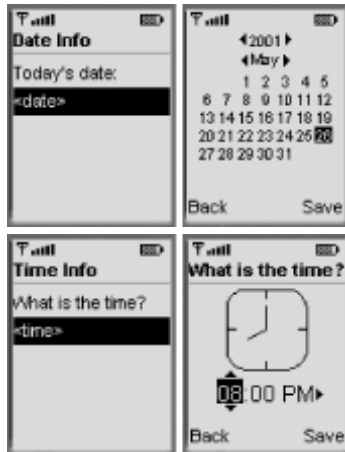 Date Info
Today's date:
<date>
2001
May
1 2 3 4 5
6 7 8 9 10 11 12
13 14 15 16 17 18 19
20 21 22 23 24 25 26
27 28 29 30 31
Back Save
Time Info
What is the time?
<time>
What is the time?
08:00 PM
Back Save